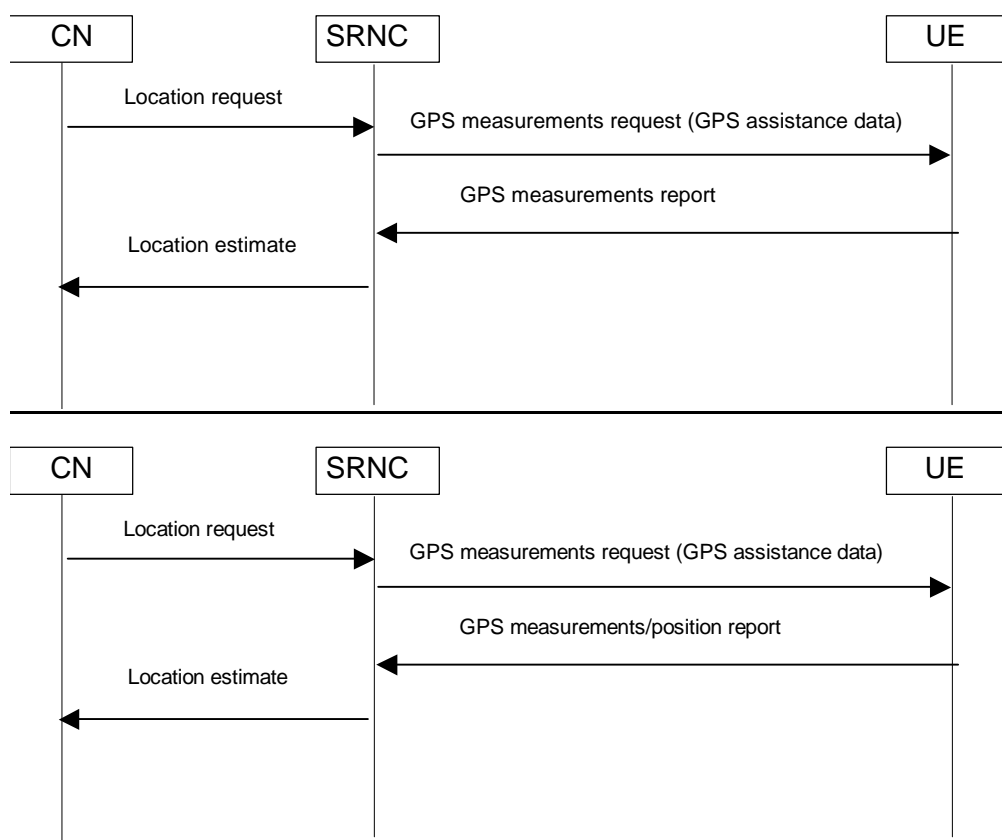 CN
SRNC
UE
Location request
GPS measurements request (GPS assistance data)
GPS measurements report
Location estimate
CN
SRNC
UE
Location request
GPS measurements request (GPS assistance data)
GPS measurements/position report
Location estimate